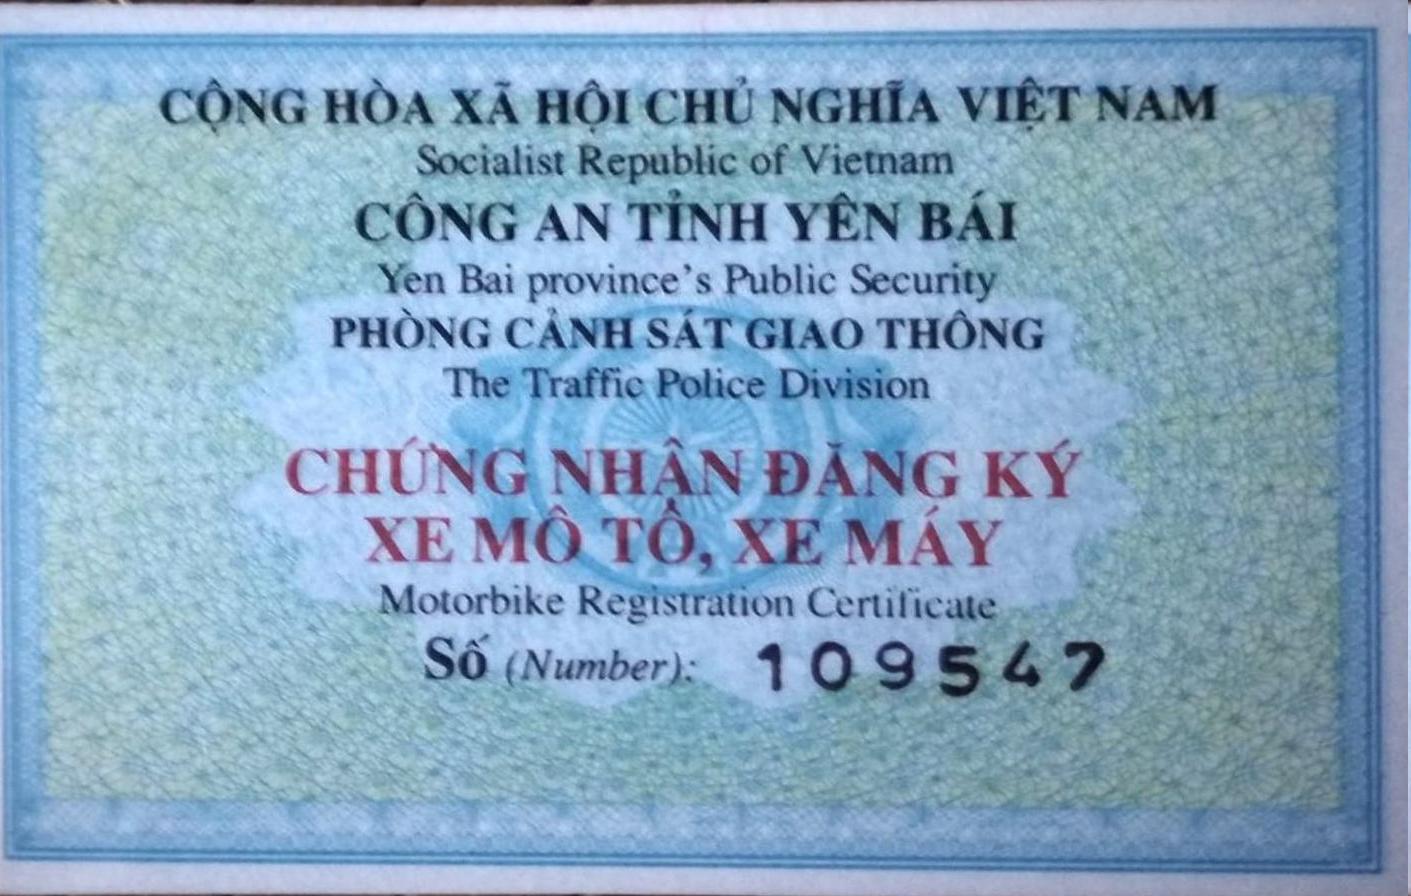 CỘNG HÒA XÃ HỘI CHỦ NGHĨA VIỆT NAM
Socialist Republic of Vietnam
CÔNG AN TỈNH YÊN BÁI
Yen Bai province's Public Security
PHÒNG CẢNH SÁT GIAO THÔNG
The Traffic Police Division
CHỨNG NHẬN ĐĂNG KÝ
XE MÔ TÔ, XE MÁY
Motorbike Registration Certificate
Số (Number): 109547